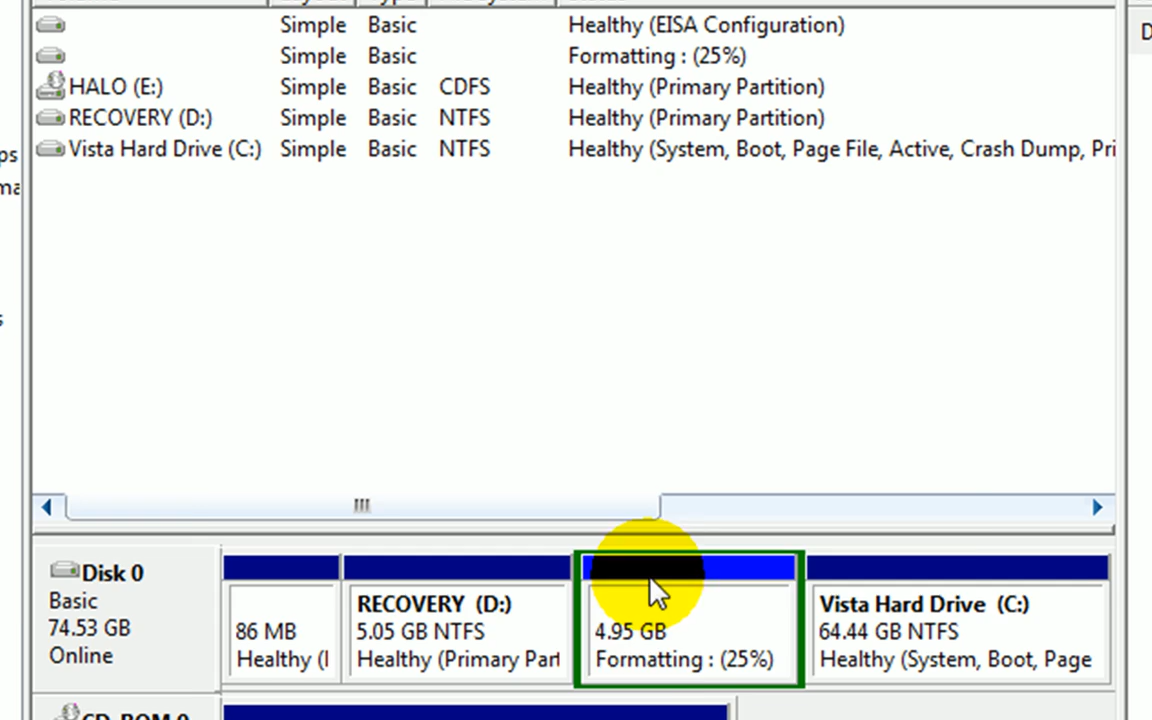 Simple Basic Healthy (EISA Configuration)
Simple Basic Formatting : (25%)
HALO (E:) Simple Basic CDFS Healthy (Primary Partition)
RECOVERY (D:) Simple Basic NTFS Healthy (Primary Partition)
Vista Hard Drive (C:) Simple Basic NTFS Healthy (System, Boot, Page File, Active, Crash Dump, Pri
Disk 0
Basic
74.53 GB
Online
86 MB
Healthy (I
RECOVERY (D:)
5.05 GB NTFS
Healthy (Primary Part
4.95 GB
Formatting : (25%)
Vista Hard Drive (C:)
64.44 GB NTFS
Healthy (System, Boot, Page
CD-ROM 0